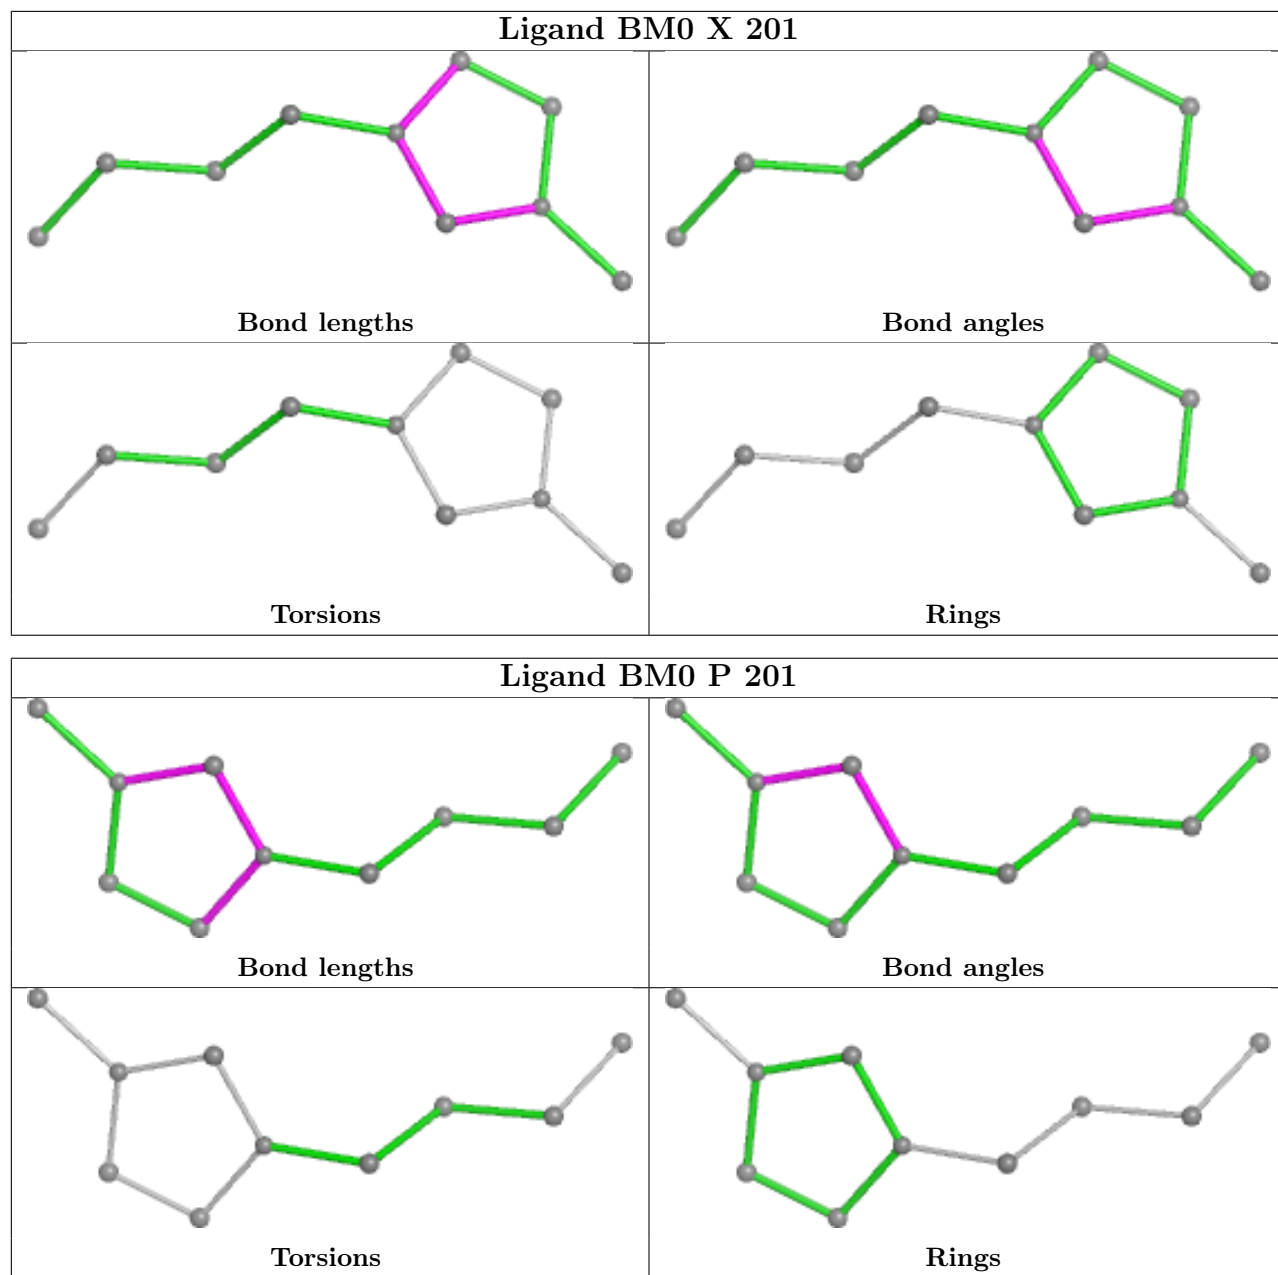 Ligand BM0 X 201
Bond lengths
Bond angles
Torsions
Rings
Ligand BM0 P 201
Bond lengths
Bond angles
Torsions
Rings